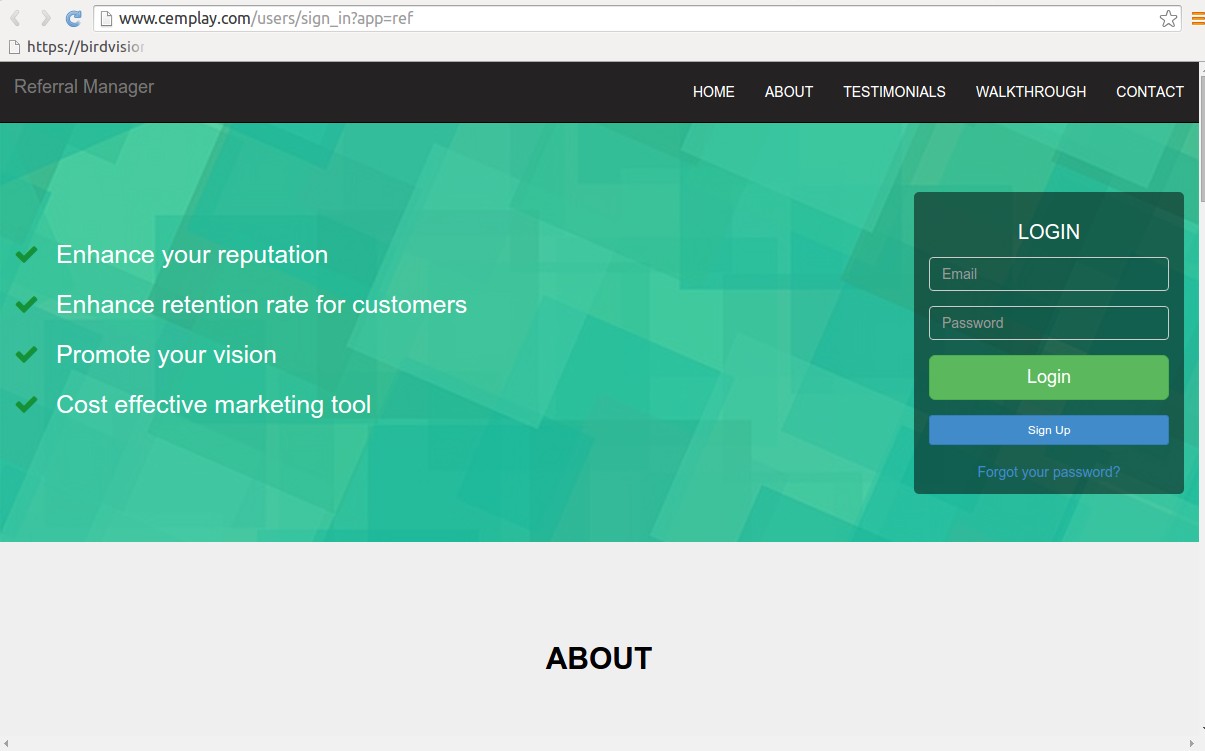 www.cemplay.com/users/sign_in?app=ref
https://birdvision
Referral Manager
HOME ABOUT TESTIMONIALS WALKTHROUGH CONTACT
Enhance your reputation
Enhance retention rate for customers
Promote your vision
Cost effective marketing tool
LOGIN
Email
Password
Login
Sign Up
Forgot your password?
ABOUT